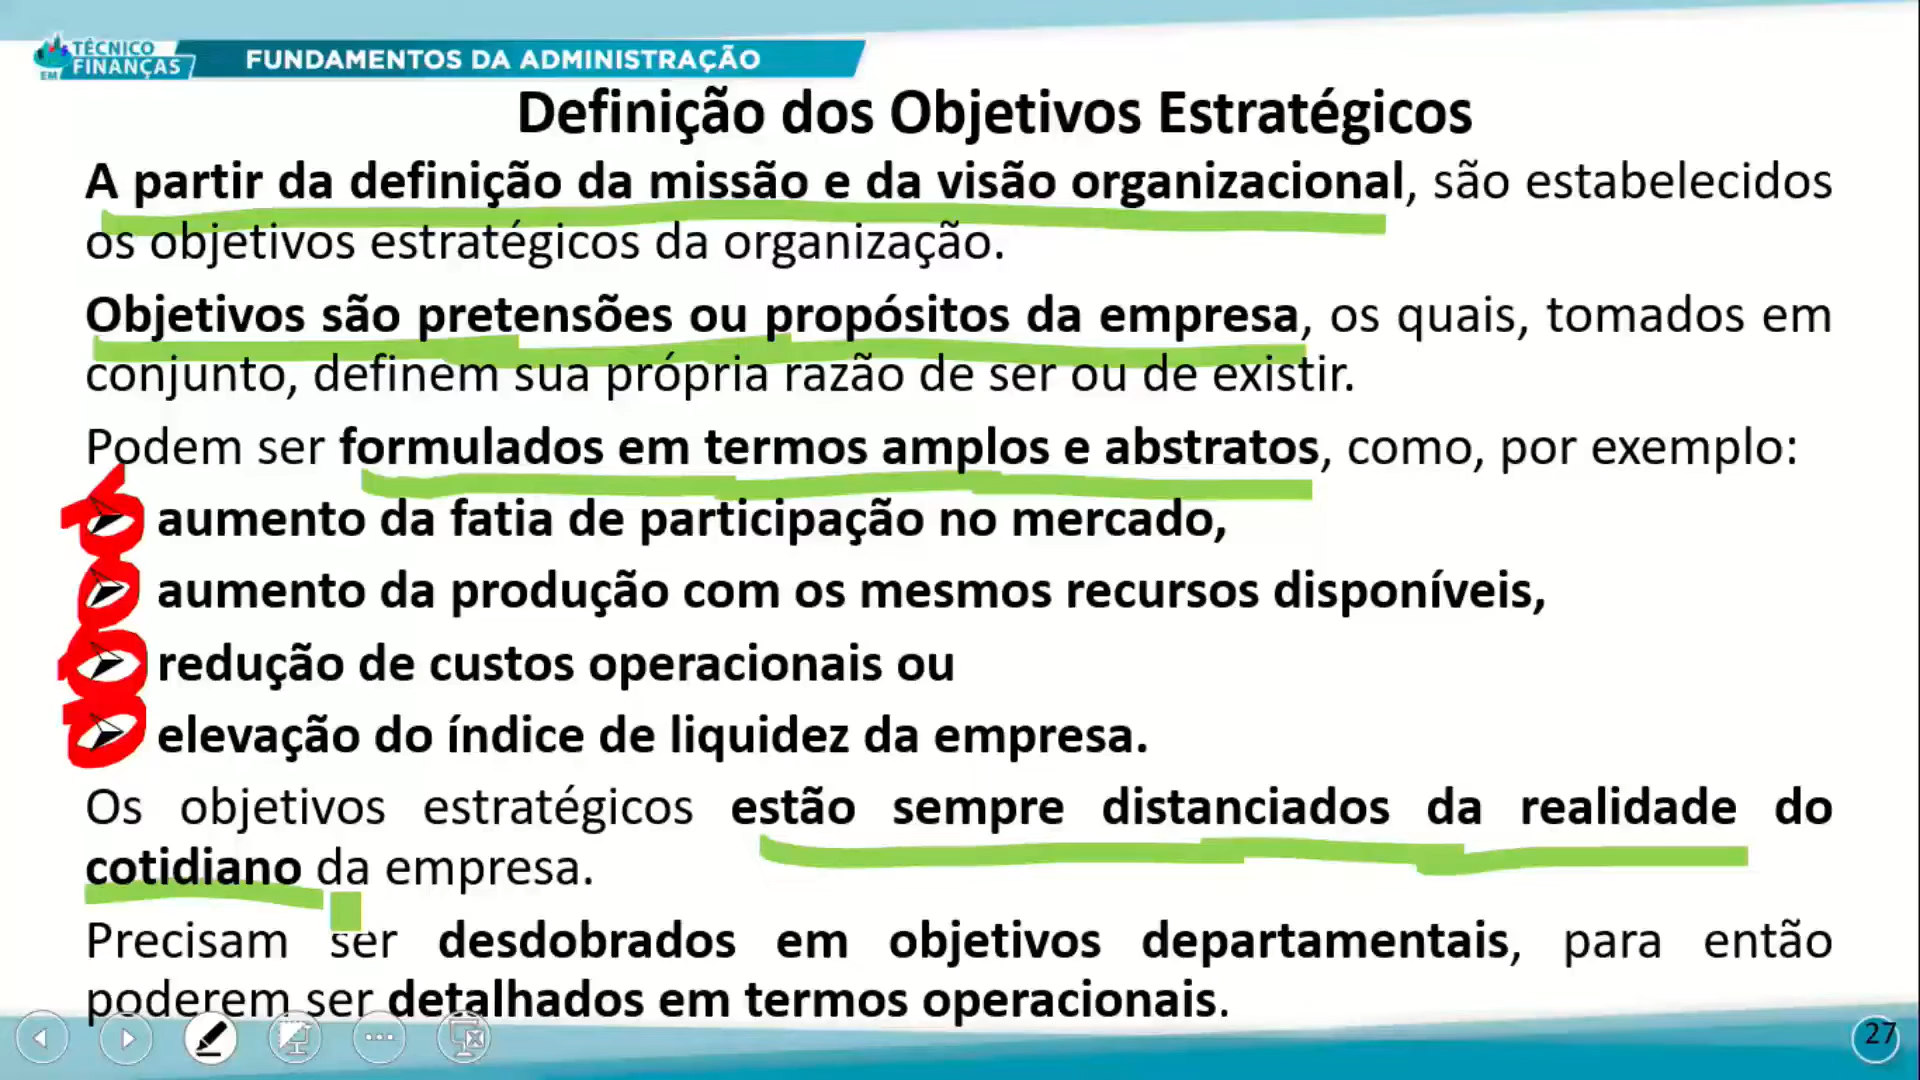 TÉCNICO
EM FINANÇAS
FUNDAMENTOS DA ADMINISTRAÇÃO
Definição dos Objetivos Estratégicos
A partir da definição da missão e da visão organizacional, são estabelecidos
os objetivos estratégicos da organização.
Objetivos são pretensões ou propósitos da empresa, os quais, tomados em
conjunto, definem sua própria razão de ser ou de existir.
Podem ser formulados em termos amplos e abstratos, como, por exemplo:
aumento da fatia de participação no mercado,
aumento da produção com os mesmos recursos disponíveis,
redução de custos operacionais ou
elevação do índice de liquidez da empresa.
Os objetivos estratégicos estão sempre distanciados da realidade do
cotidiano da empresa.
Precisam ser desdobrados em objetivos departamentais, para então
poderem ser detalhados em termos operacionais.
27